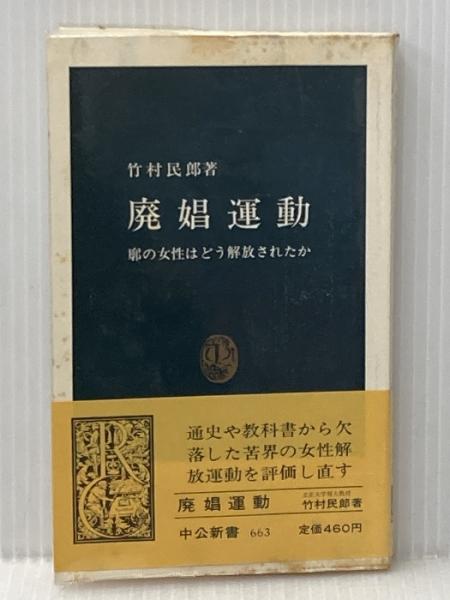 竹村民郎著
廃娼運動
廓の女性はどう解放されたか
通史や教科書から欠
落した苦界の女性解
放運動を評価し直す
廃娼運動
竹村民郎著
中公新書 663
定価460円